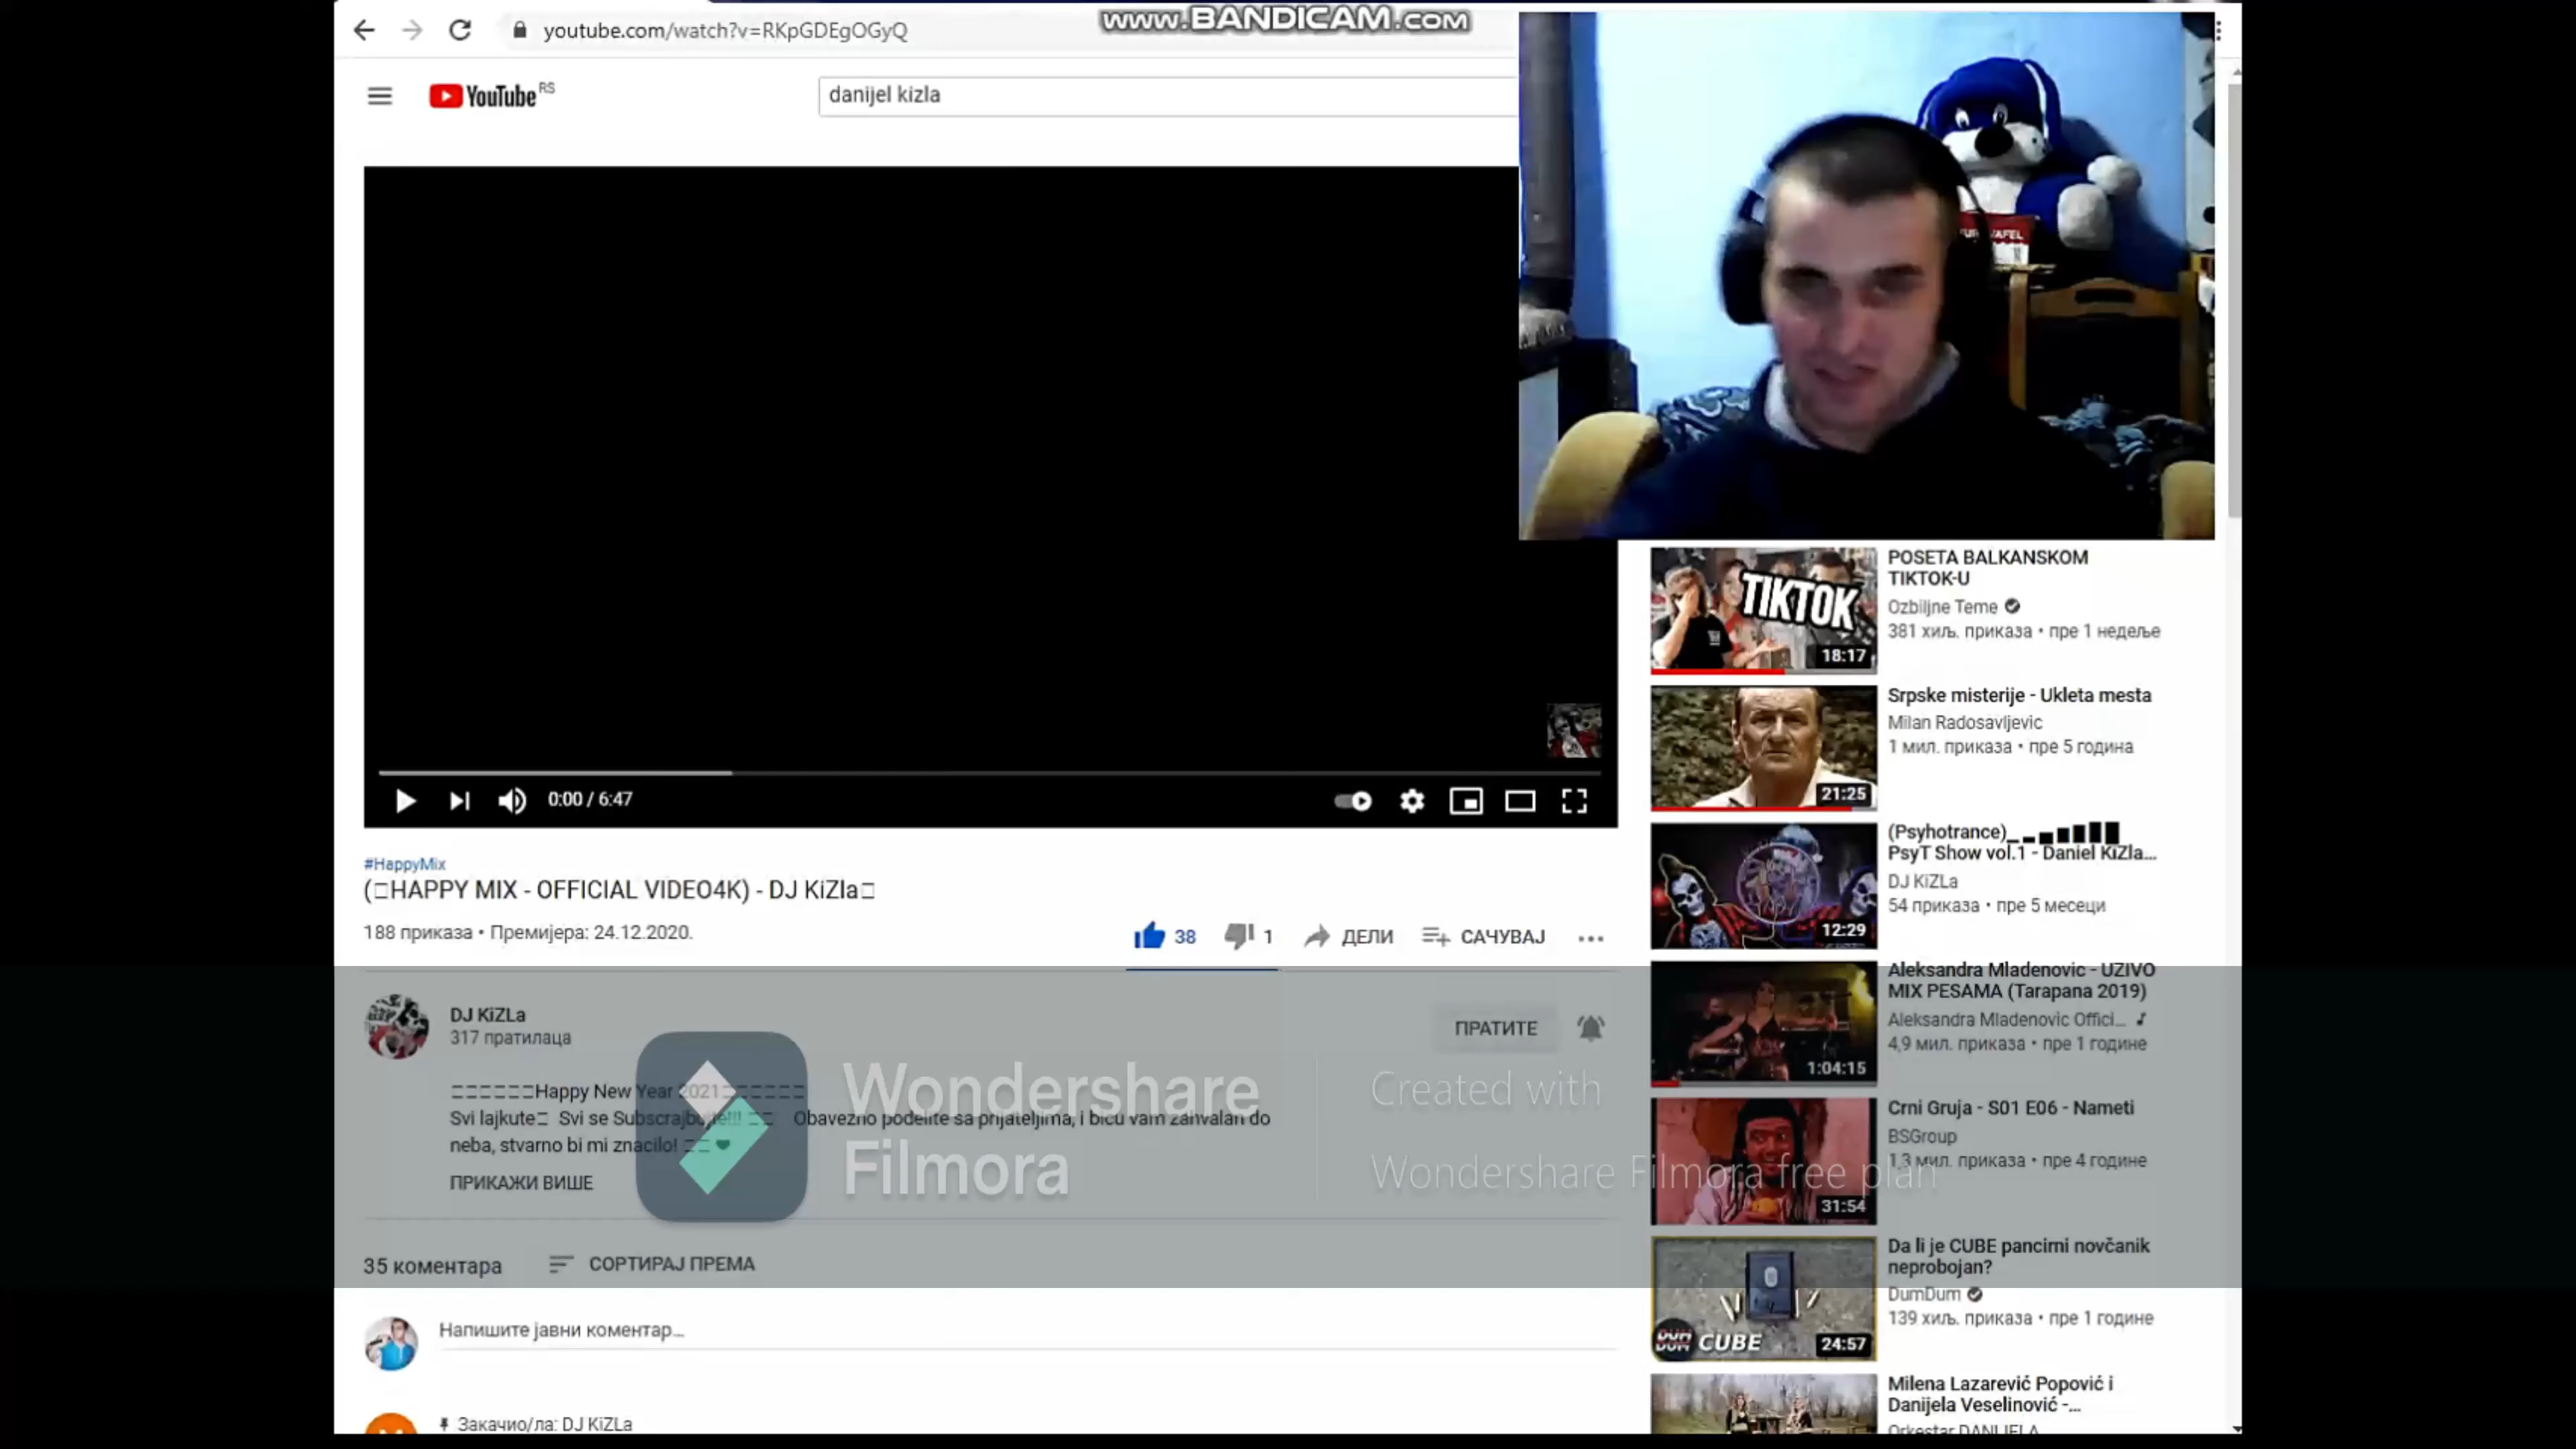 www.BANDICAM.com
youtube.com/watch?v=RKpGDEgOGyQ
YouTube RS
danijel kizla
0:00 / 6:47
#HappyMix
(□HAPPY MIX - OFFICIAL VIDEO4K) - DJ KiZla□
188 приказа • Премијера: 24.12.2020.
38
1
ДЕЛИ
САЧУВАЈ
DJ KiZLa
317 пратилаца
ПРАТИТЕ
Happy New Year 2021
Svi lajkute Svi se Obavezno podelite sa prijateljima, i bicu vam zahvalan do
neba, stvarno bi mi znacilo! ❤
ПРИКАЖИ ВИШЕ
Wondershare
Filmora
Created with
Wondershare Filmora free plan
35 коментара
СОРТИРАЈ ПРЕМА
Напишите јавни коментар...
Закачио/ла: DJ KiZLa
TIKTOK
18:17
POSETA BALKANSKOM
TIKTOK-U
Ozbiljne Teme
381 хиљ. приказа • пре 1 недеље
21:25
Srpske misterije - Ukleta mesta
Milan Radosavljevic
1 мил. приказа • пре 5 година
12:29
(Psyhotrance)_
PsyT Show vol.1 - Daniel KiZla...
DJ KiZLa
54 приказа • пре 5 месеци
1:04:15
Aleksandra Mladenovic - UZIVO
MIX PESAMA (Tarapana 2019)
Aleksandra Mladenovic Offici...
4,9 мил. приказа • пре 1 године
31:54
Crni Gruja - S01 E06 - Nameti
BSGroup
1,3 мил. приказа • пре 4 године
DUM
DUM
CUBE
24:57
Da li je CUBE pancirni novčanik
neprobojan?
DumDum
139 хиљ. приказа • пре 1 године
Milena Lazarević Popović i
Danijela Veselinović -...
Orkestar DANIJELA